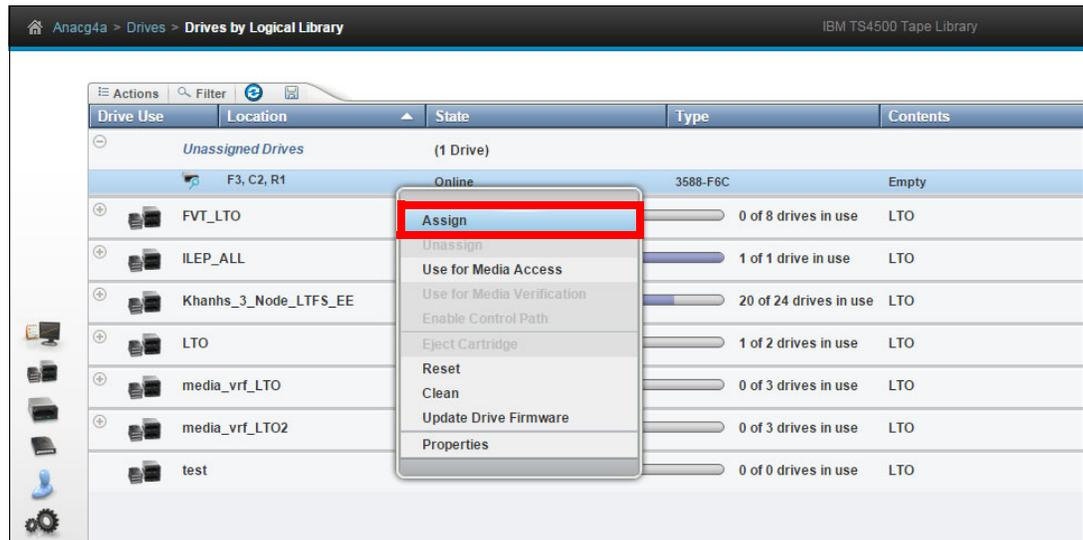 Anacg4a > Drives > Drives by Logical Library IBM TS4500 Tape Library
Actions Filter
Drive Use Location State Type Contents
Unassigned Drives (1 Drive)
F3, C2, R1 Online 3588-F6C Empty
FVT_LTO 0 of 8 drives in use LTO
ILEP_ALL 1 of 1 drive in use LTO
Khanhs_3_Node_LTFS_EE 20 of 24 drives in use LTO
LTO 1 of 2 drives in use LTO
media_vrf_LTO 0 of 3 drives in use LTO
media_vrf_LTO2 0 of 3 drives in use LTO
test 0 of 0 drives in use LTO
Assign
Unassign
Use for Media Access
Use for Media Verification
Enable Control Path
Eject Cartridge
Reset
Clean
Update Drive Firmware
Properties